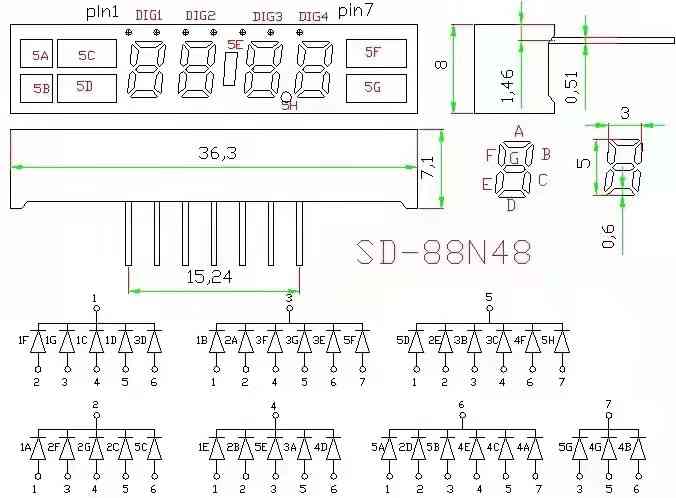 pin1 DIG1 DIG2 DIG3 DIG4 pin7
5A 5C 5E 5F
5B 5D 5H 5G
8 1,46 0,51
36,3 7,1
A
F G B
E C
D
3
5
0,6
15,24
SD-88N48
1 3 5
1F 1G 1C 1D 3D 1B 2A 3F 3G 3E 5F 5D 2E 3B 3C 4F 5H
2 3 4 5 6 1 2 4 5 6 7 1 2 3 4 6 7
2 4 6 7
1A 2F 2G 2C 5C 1E 2B 5E 3A 4D 5A 2D 5B 4E 4C 4A 5G 4G 4B
1 3 4 5 6 1 2 3 5 6 1 2 3 4 5 7 3 5 6